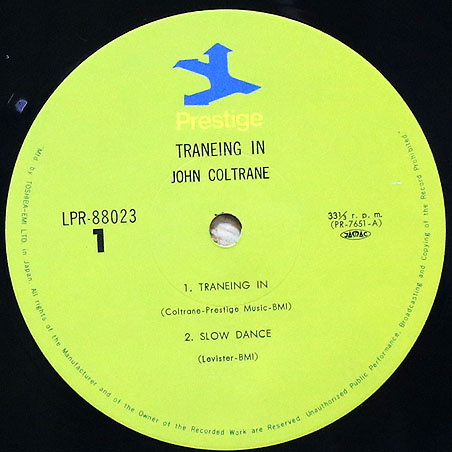 Prestige
TRANEING IN
JOHN COLTRANE
LPR-88023
1
33⅓ r. p. m.
(PR-7651-A)
JASRAC
1. TRANEING IN
(Coltrane-Prestige Music-BMI)
2. SLOW DANCE
(Levister-BMI)
"Mfd by TOSHIBA-EMI LTD. in Japan. All rights of the Manufacturer and of the Owner of the Recorded Work are reserved. Unauthorized Public Performance, Broadcasting and Copying of the Record Prohibited"